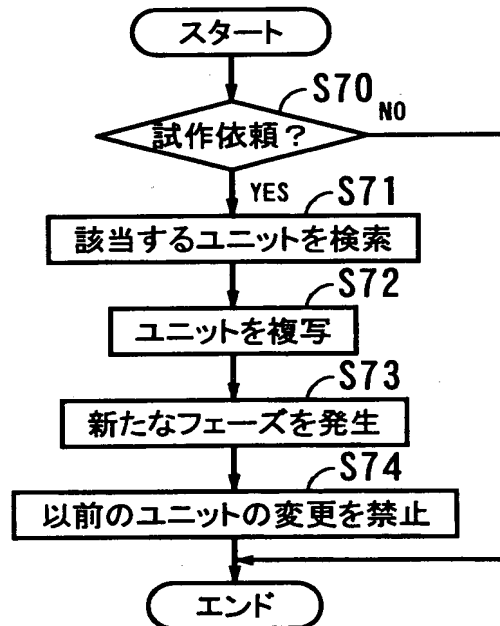 スタート
S70
試作依頼?
NO
YES
S71
該当するユニットを検索
S72
ユニットを複写
S73
新たなフェーズを発生
S74
以前のユニットの変更を禁止
エンド